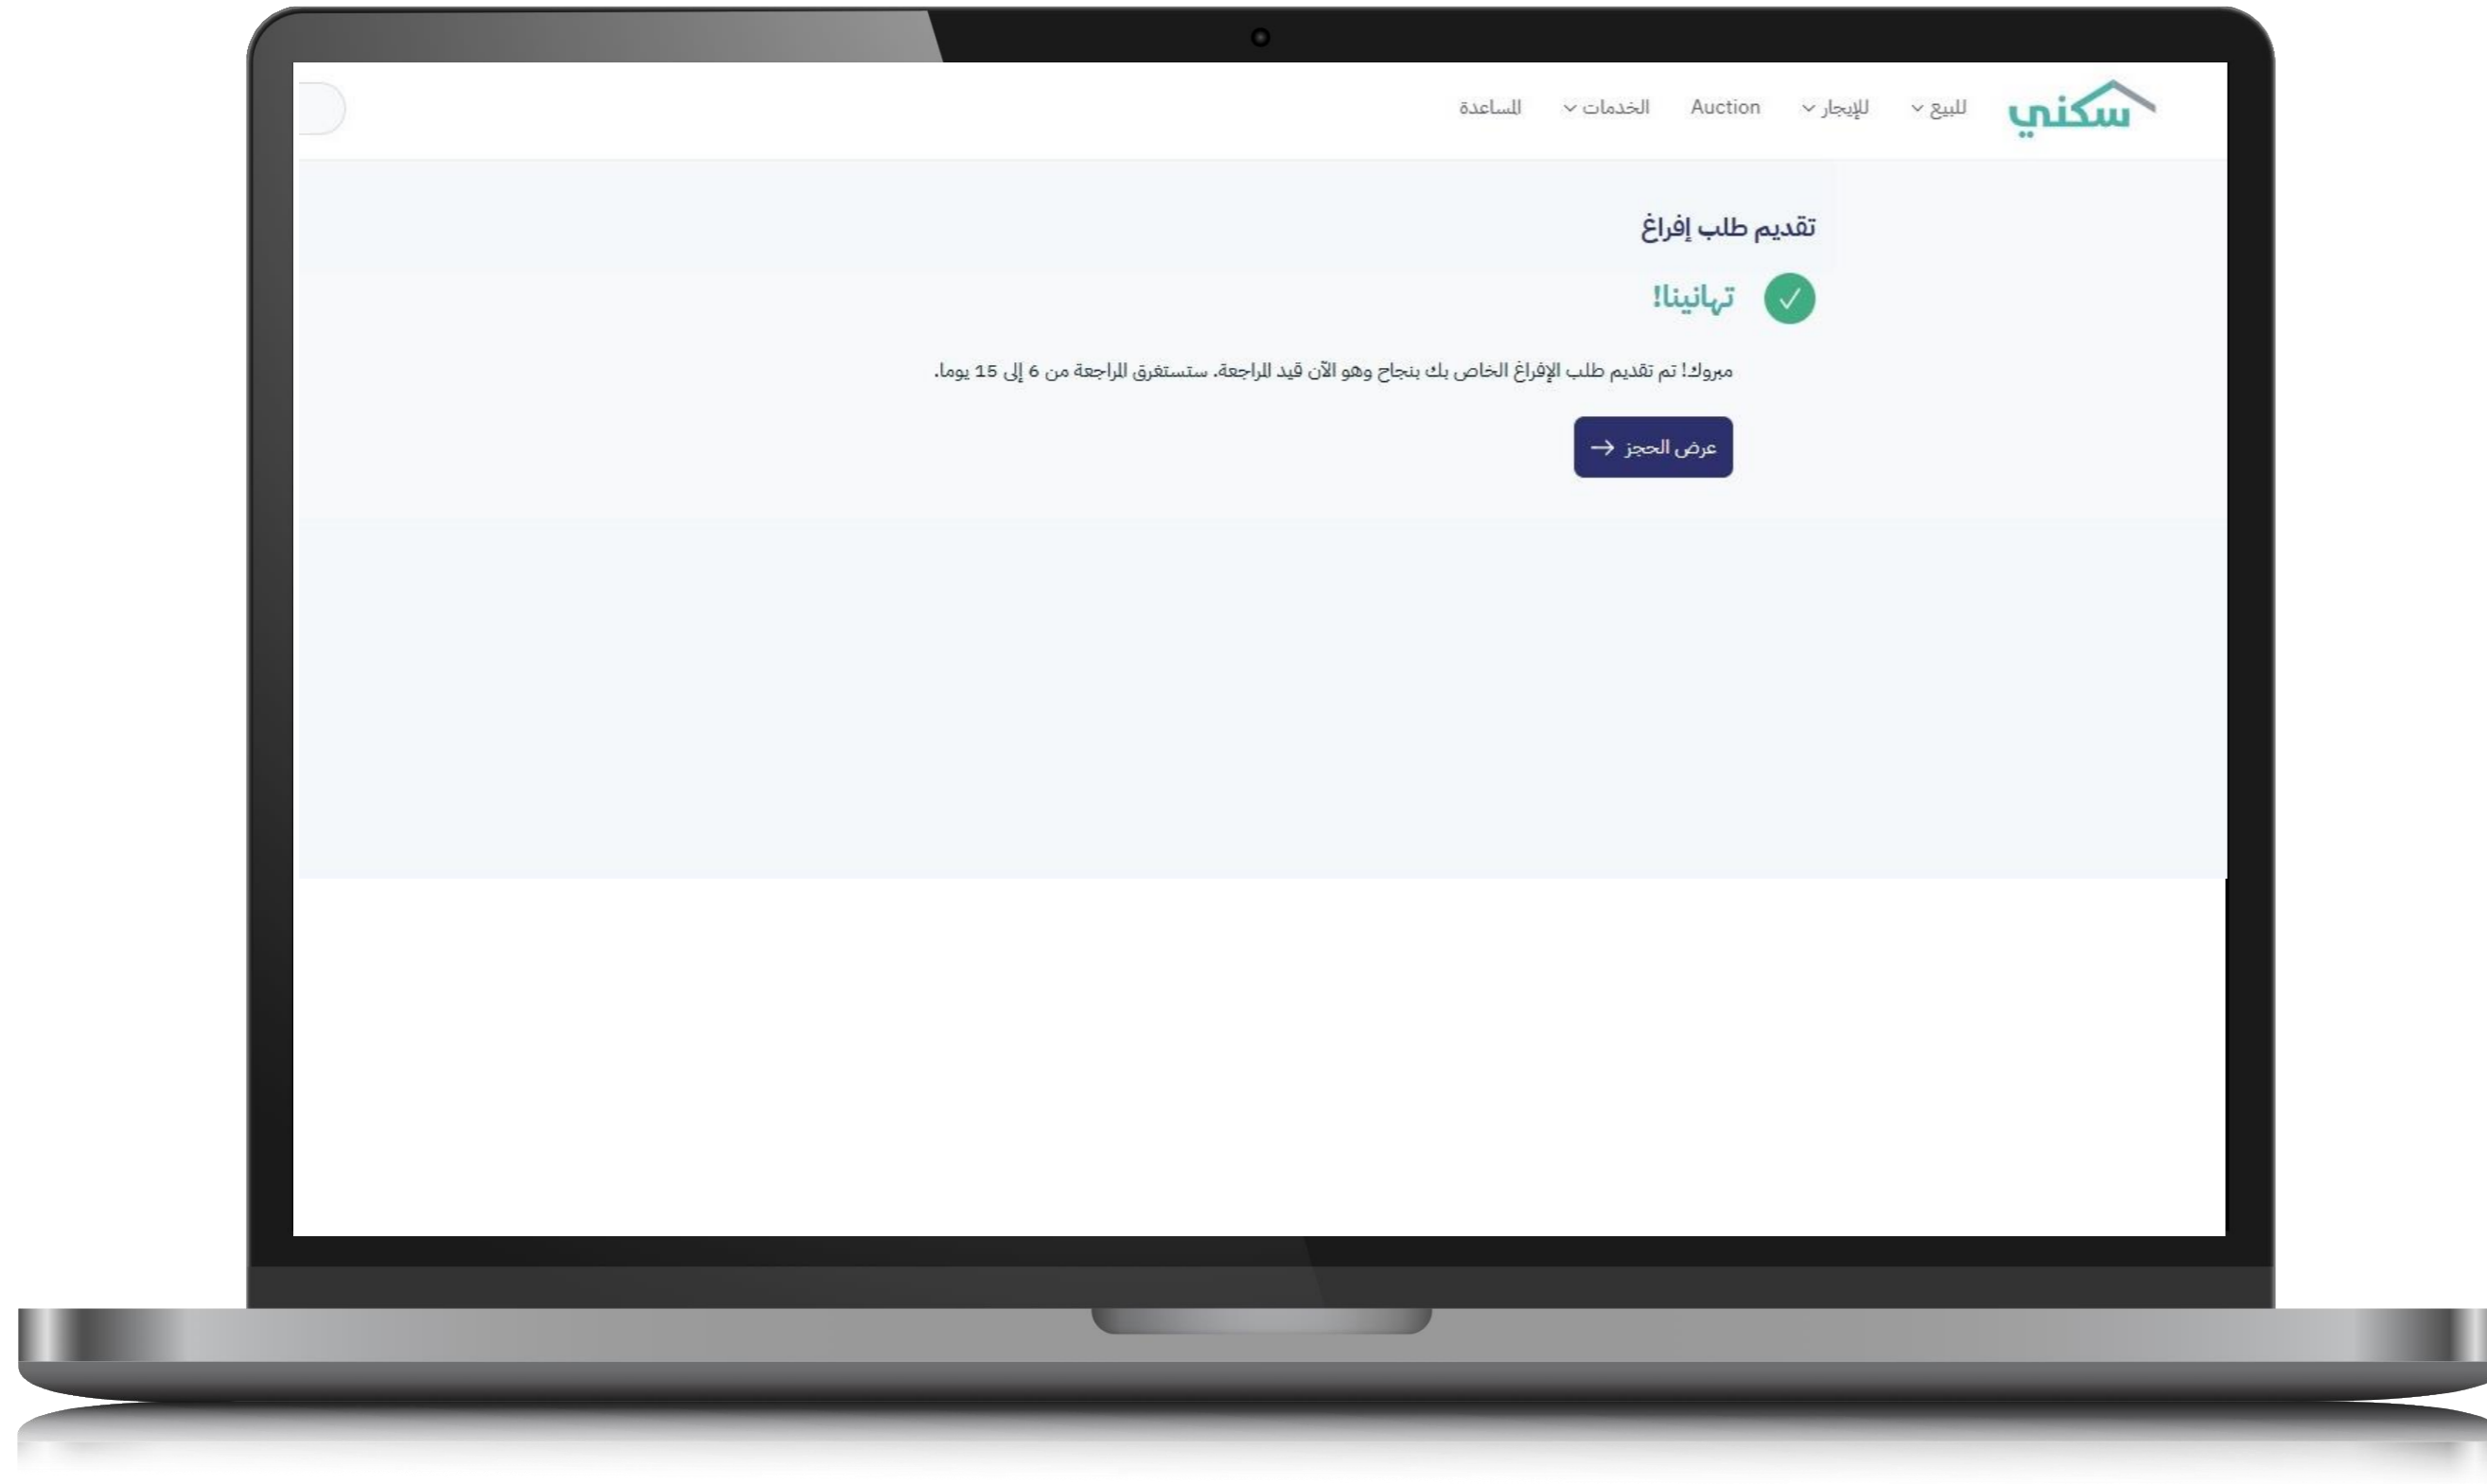 سكني للبيع للإيجار Auction الخدمات المساعدة
تقديم طلب إفراغ
تهانينا!
مبروك! تم تقديم طلب الإفراغ الخاص بك بنجاح وهو الآن قيد المراجعة. ستستغرق المراجعة من 6 إلى 15 يوما.
عرض الحجز